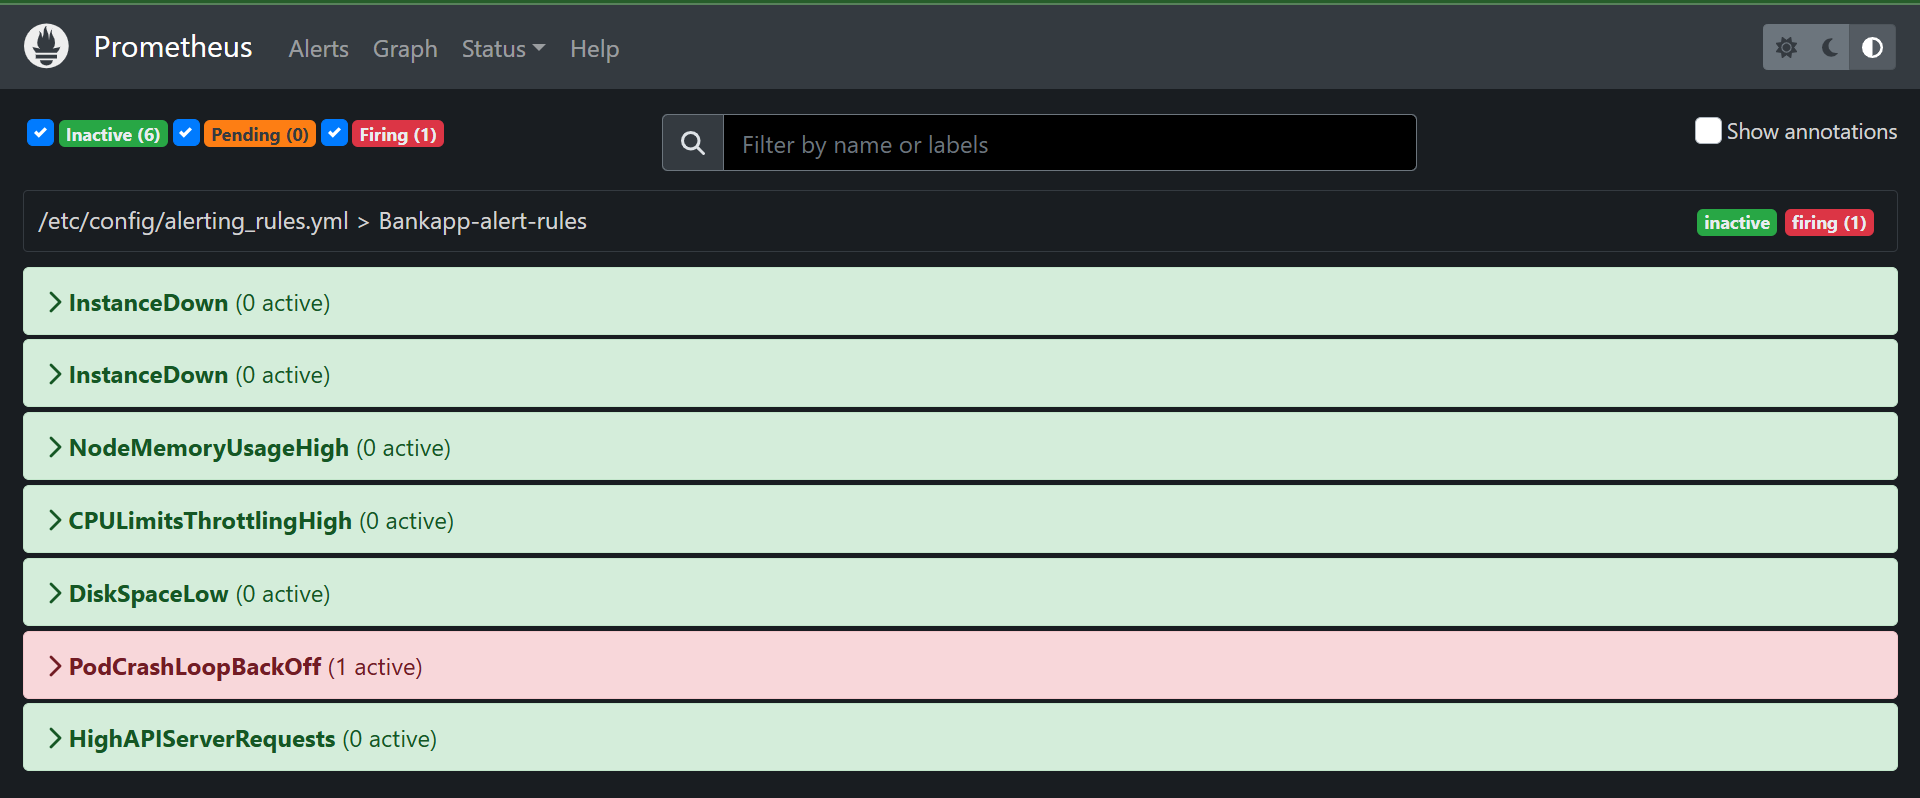 Prometheus Alerts Graph Status Help
Inactive (6) Pending (0) Firing (1) Filter by name or labels Show annotations
/etc/config/alerting_rules.yml > Bankapp-alert-rules inactive firing (1)
InstanceDown (0 active)
InstanceDown (0 active)
NodeMemoryUsageHigh (0 active)
CPULimitsThrottlingHigh (0 active)
DiskSpaceLow (0 active)
PodCrashLoopBackOff (1 active)
HighAPIServerRequests (0 active)